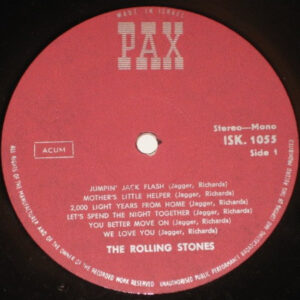 MADE IN ISRAEL
PAX
Stereo—Mono
ISK. 1055
Side 1
ACUM
JUMPIN' JACK FLASH (Jagger, Richards)
MOTHER'S LITTLE HELPER (Jagger, Richards)
2,000 LIGHT YEARS FROM HOME (Jagger, Richards)
LET'S SPEND THE NIGHT TOGETHER (Jagger, Richards)
YOU BETTER MOVE ON (Jagger, Richards)
WE LOVE YOU (Jagger, Richards)
THE ROLLING STONES
ALL RIGHTS OF THE MANUFACTURER AND OF THE OWNER OF THE RECORDED WORK RESERVED UNAUTHORISED PUBLIC PERFORMANCE BROADCASTING AND COPYING OF THIS RECORD PROHIBITED